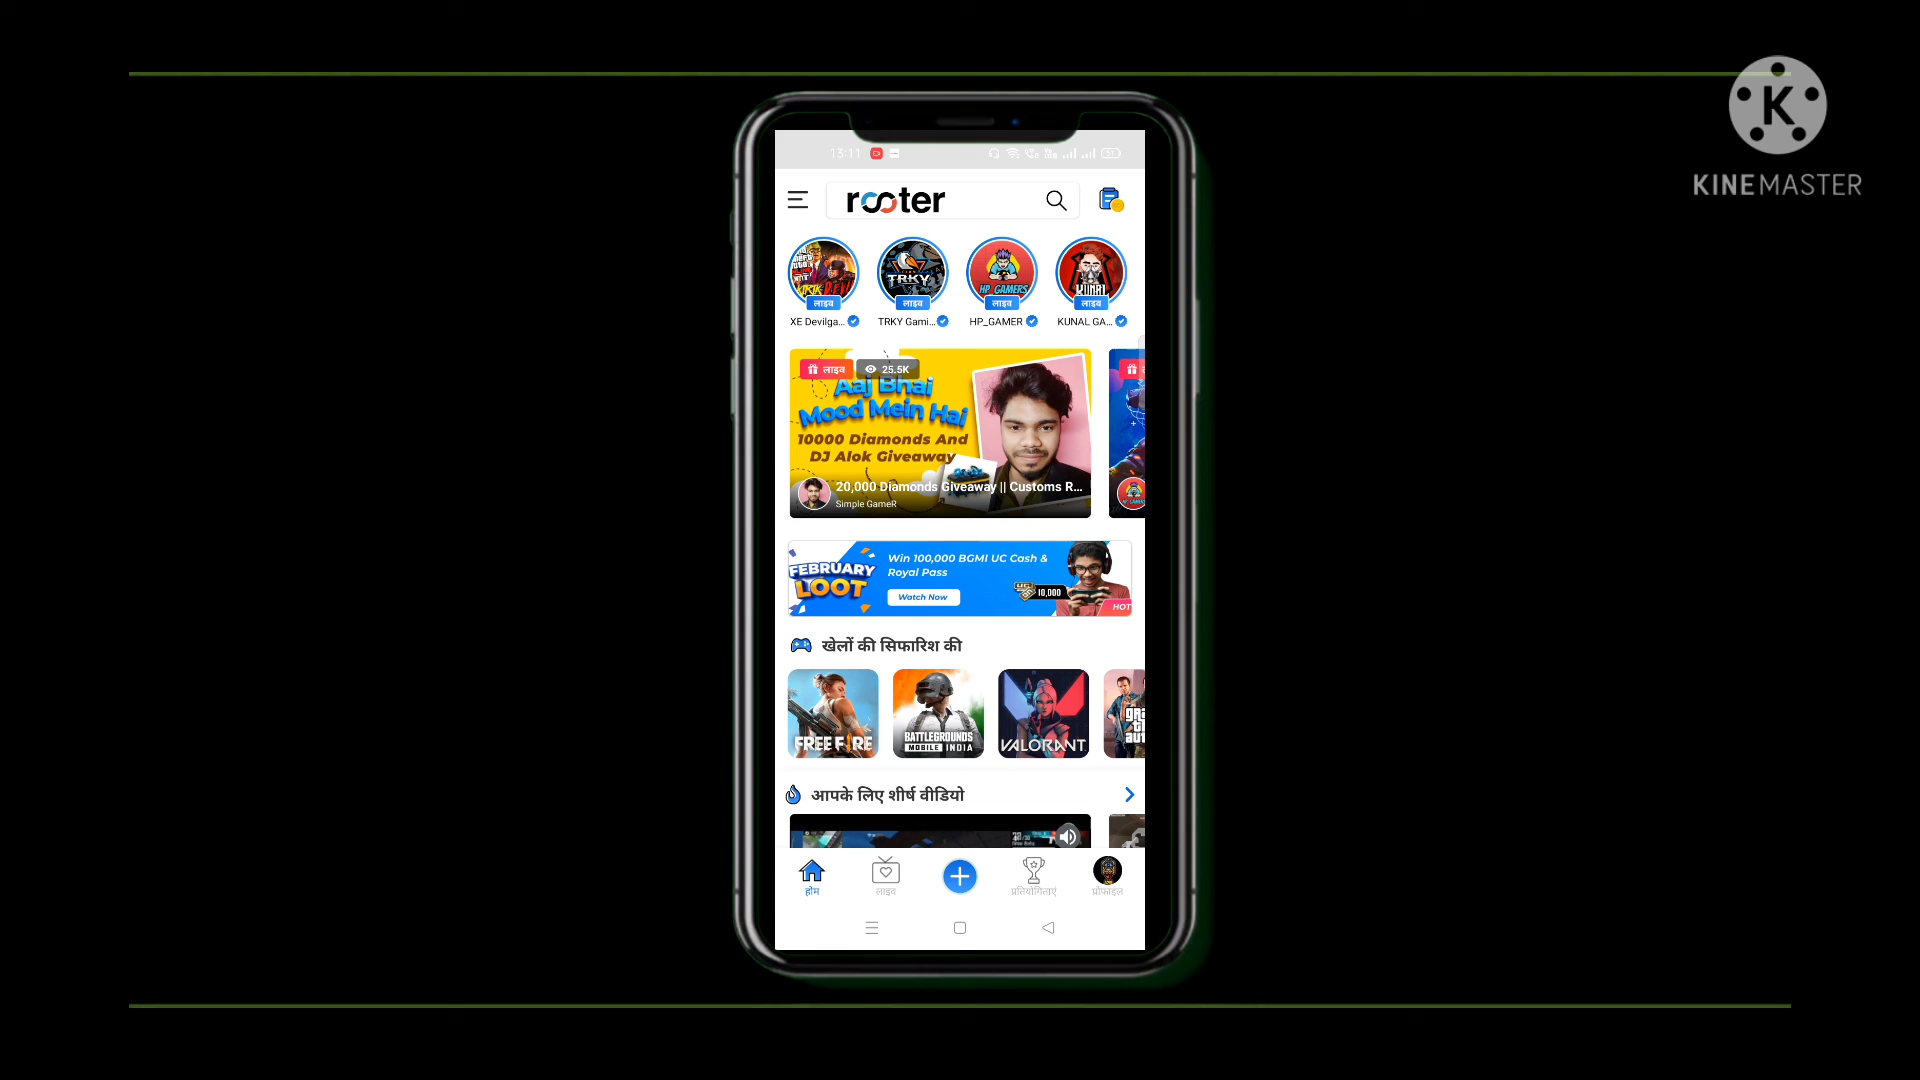 KINEMASTER
13:11
51
rooter
लाइव
लाइव
लाइव
लाइव
XE Devilga...
TRKY Gami...
HP_GAMER
KUNAL GA...
लाइव
25.5K
Aaj Bhai
Mood Mein Hai
10000 Diamonds And
DJ Alok Giveaway
20,000 Diamonds Giveaway || Customs R...
Simple GameR
FEBRUARY
LOOT
Win 100,000 BGMI UC Cash &
Royal Pass
Watch Now
10,000
HOT
खेलों की सिफारिश की
FREE FIRE
BATTLEGROUNDS
MOBILE INDIA
VALORANT
आपके लिए शीर्ष वीडियो
होम
लाइव
प्रतियोगिताएं
प्रोफाइल